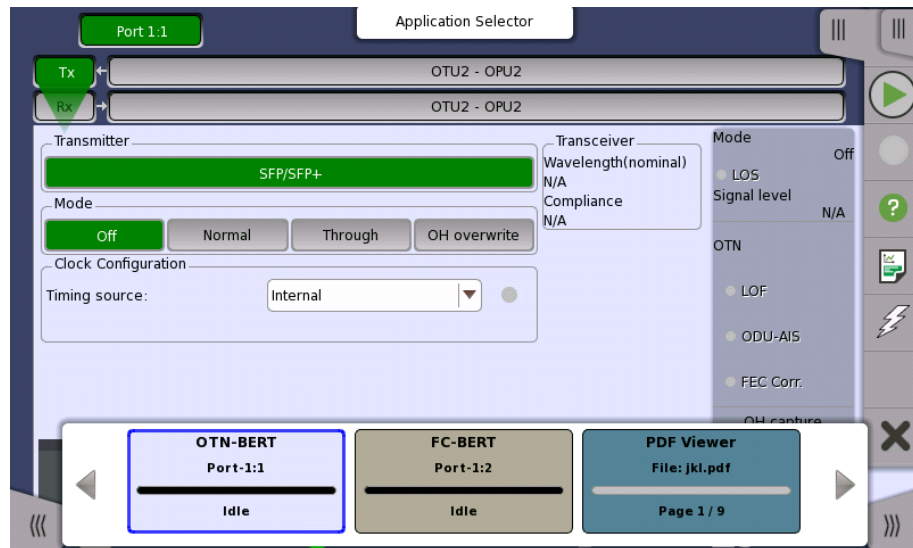 Port 1:1
Application Selector
Tx
OTU2 - OPU2
Rx
OTU2 - OPU2
Transmitter
SFP/SFP+
Mode
Off
Normal
Through
OH overwrite
Clock Configuration
Timing source:
Internal
Transceiver
Wavelength(nominal)
N/A
Compliance
N/A
Mode
Off
LOS
Signal level
N/A
OTN
LOF
ODU-AIS
FEC Corr.
OH capture
OTN-BERT
Port-1:1
Idle
FC-BERT
Port-1:2
Idle
PDF Viewer
File: jkl.pdf
Page 1 / 9